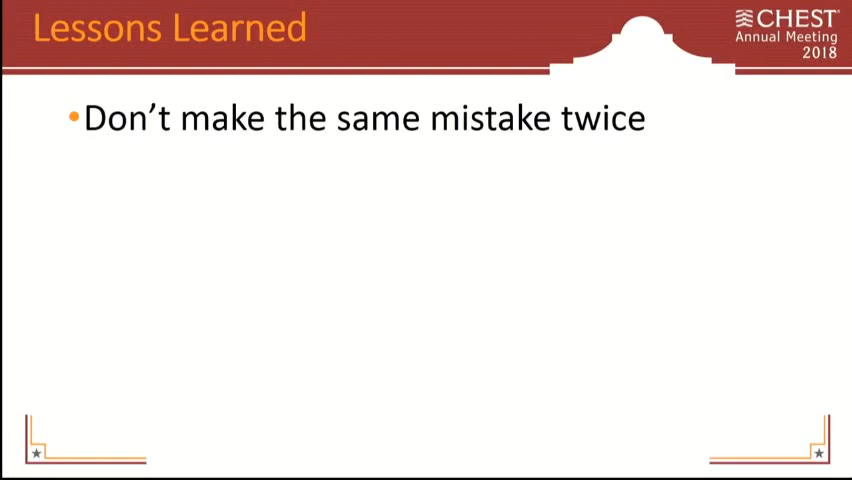 Lessons Learned
CHEST
Annual Meeting
2018
•Don't make the same mistake twice